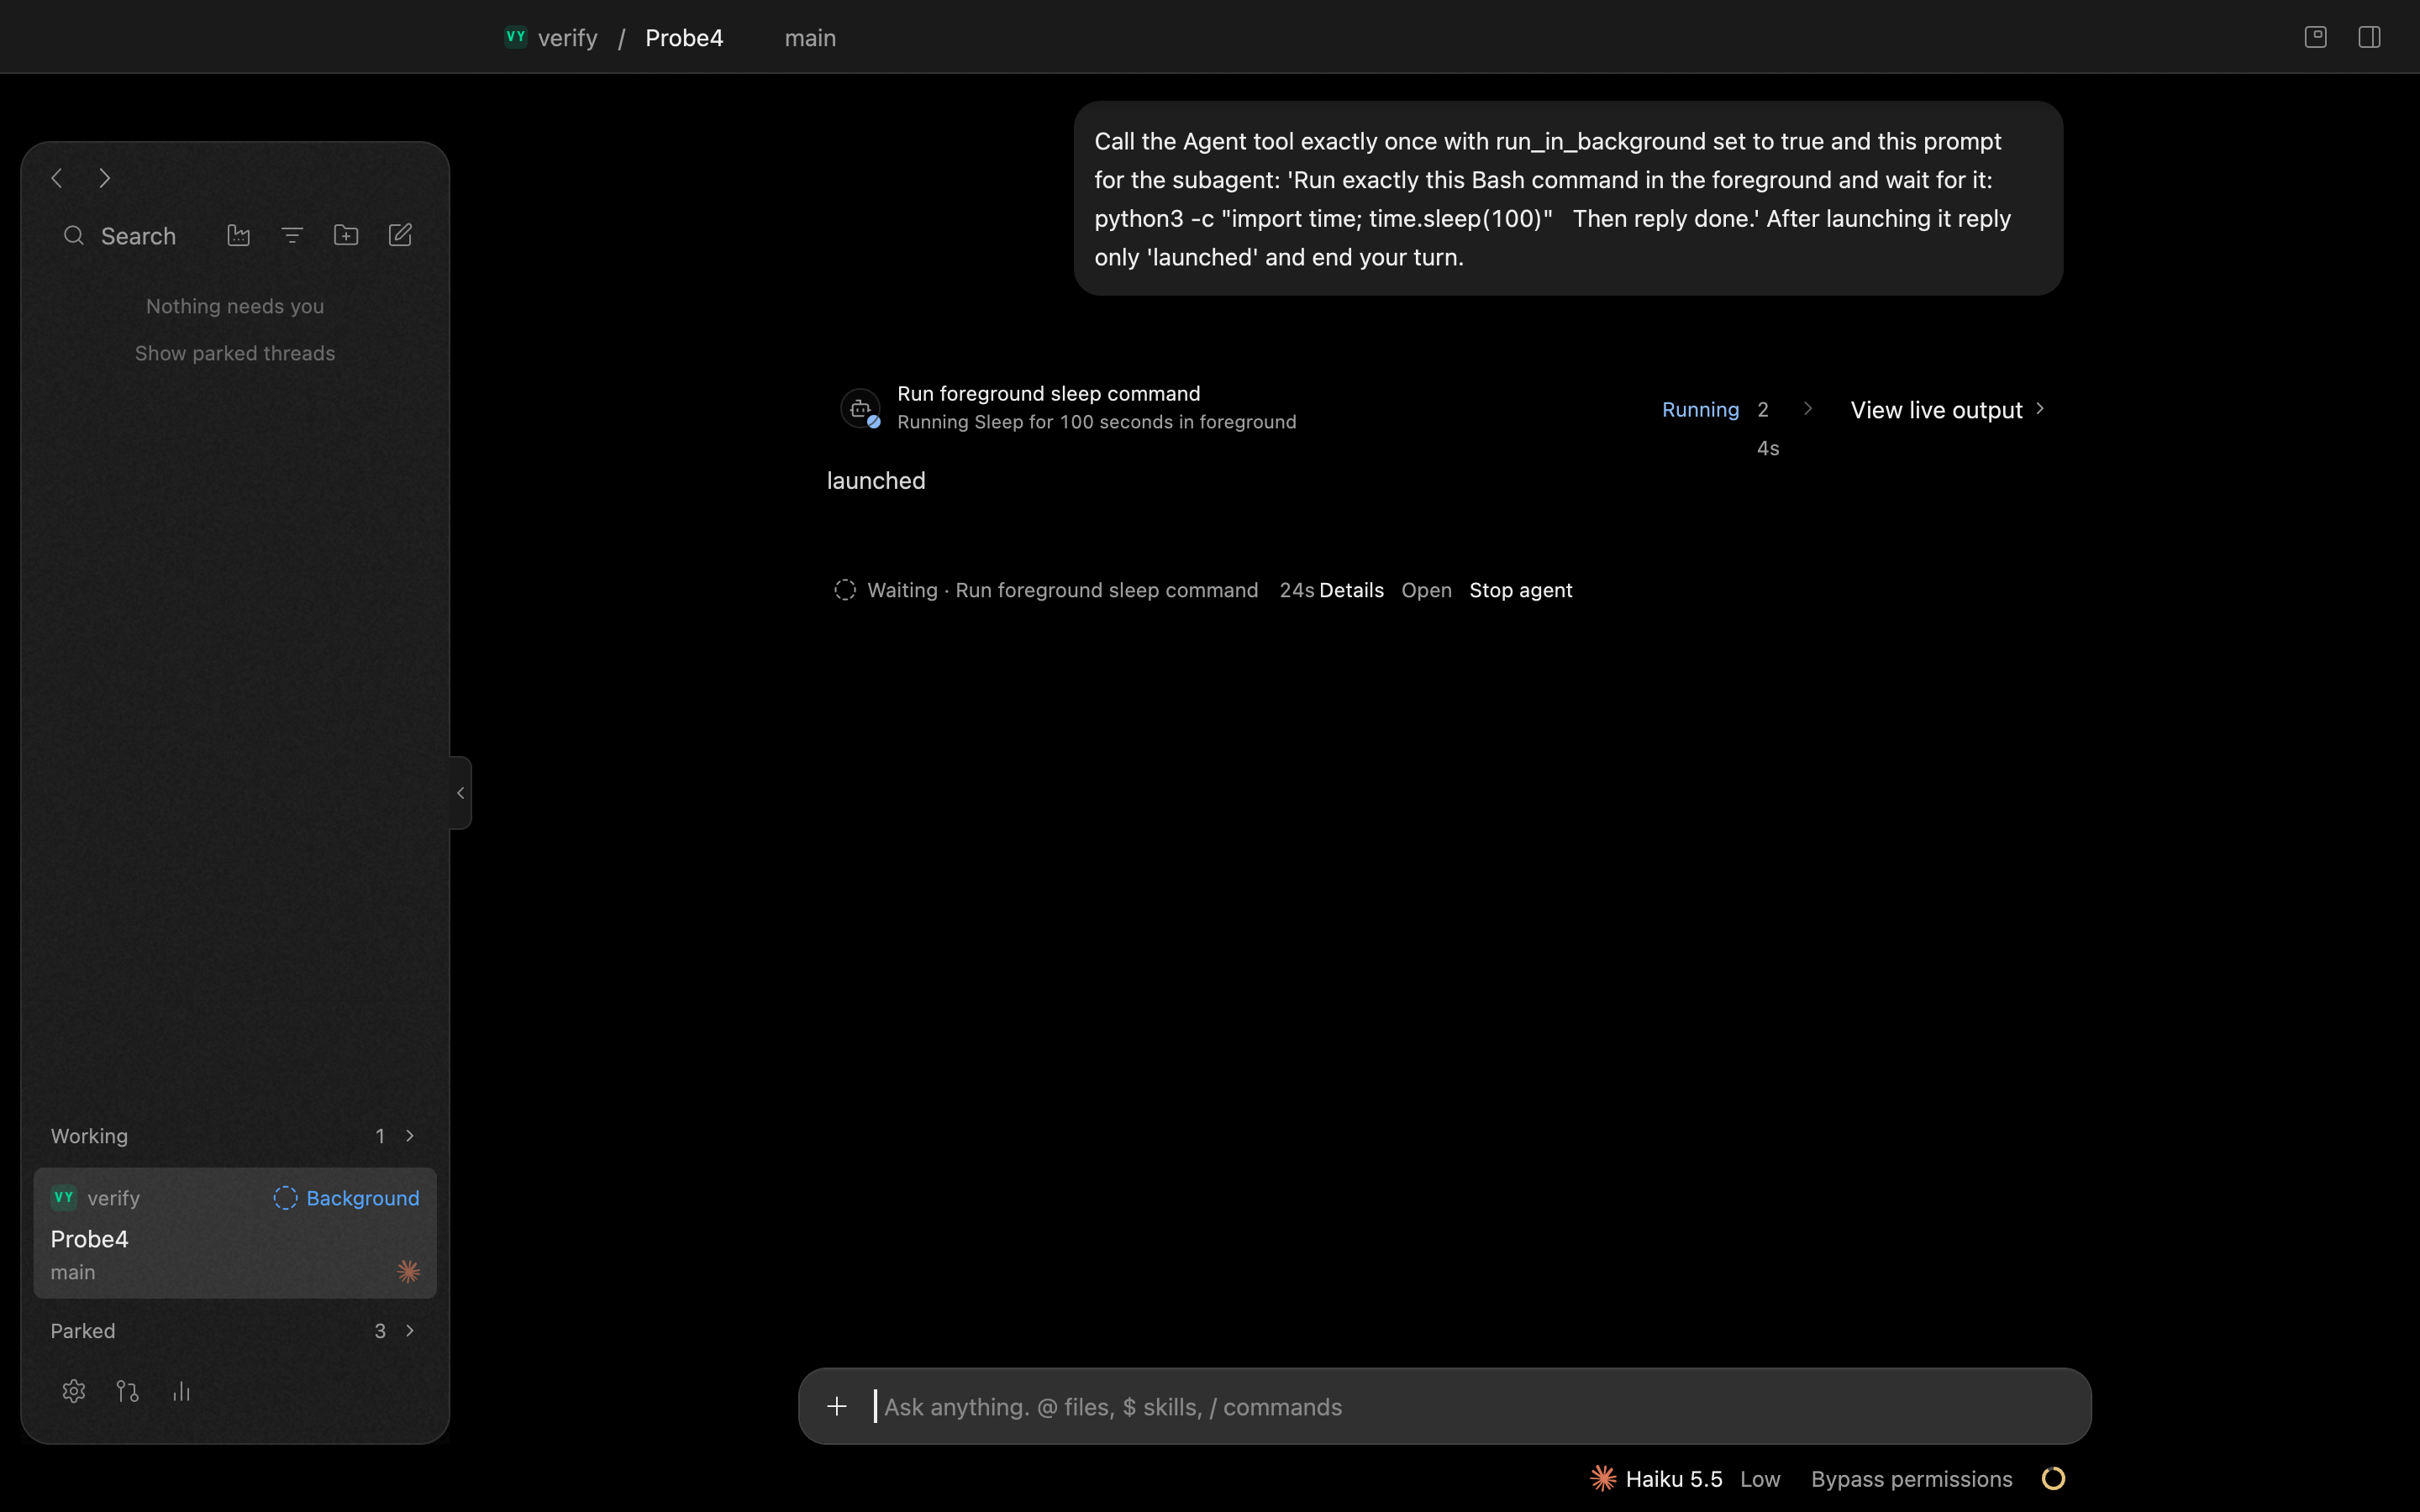 VY verify / Probe4 main
Call the Agent tool exactly once with run_in_background set to true and this prompt
for the subagent: 'Run exactly this Bash command in the foreground and wait for it:
python3 -c "import time; time.sleep(100)" Then reply done.' After launching it reply
only 'launched' and end your turn.
Search
Nothing needs you
Show parked threads
Run foreground sleep command
Running Sleep for 100 seconds in foreground
Running 2
4s
View live output
launched
Waiting · Run foreground sleep command 24s Details Open Stop agent
Working 1
VY verify Background
Probe4
main
Parked 3
Ask anything. @ files, $ skills, / commands
Haiku 5.5 Low Bypass permissions